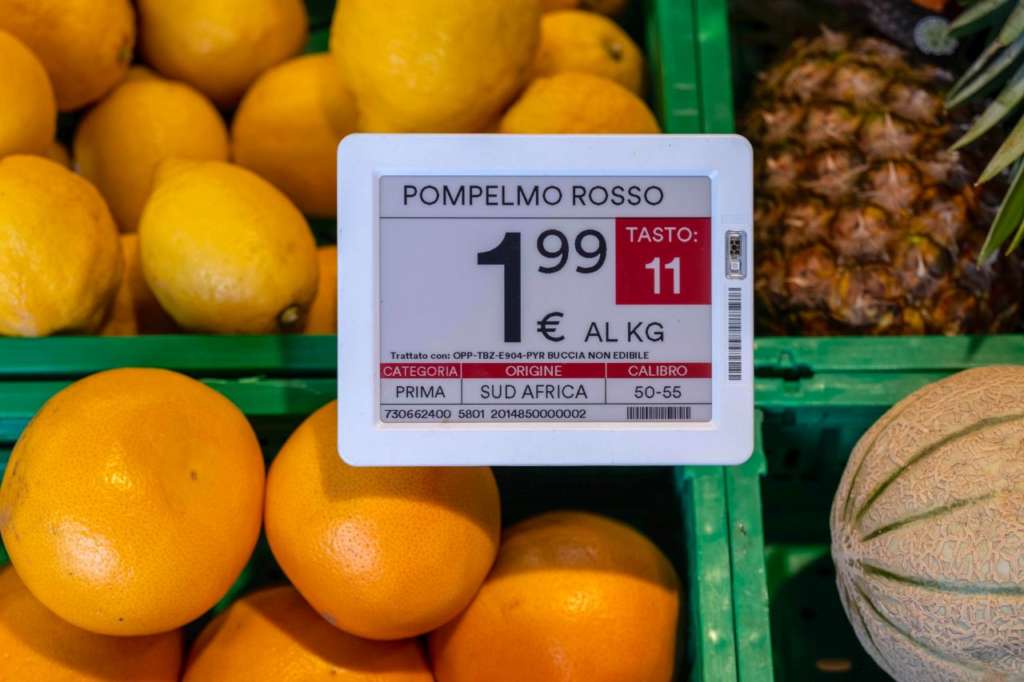 POMPELMO ROSSO
1 99
TASTO:
11
€ AL KG
Trattato con: OPP-TBZ-E904-PYR BUCCIA NON EDIBILE
CATEGORIA ORIGINE CALIBRO
PRIMA SUD AFRICA 50-55
730662400 5801 2014850000002